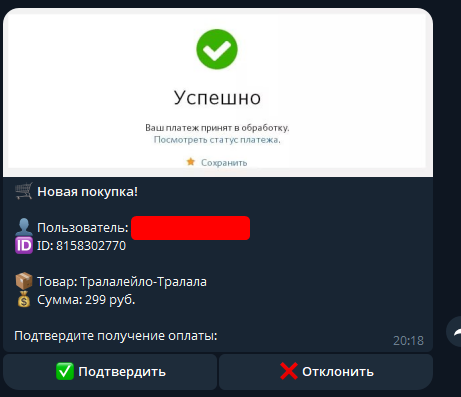 Успешно
Ваш платеж принят в обработку.
Посмотреть статус платежа.
Сохранить
Новая покупка!
Пользователь:
ID ID: 8158302770
Товар: Тралалейло-Тралала
Сумма: 299 руб.
Подтвердите получение оплаты:
20:18
Подтвердить
Отклонить